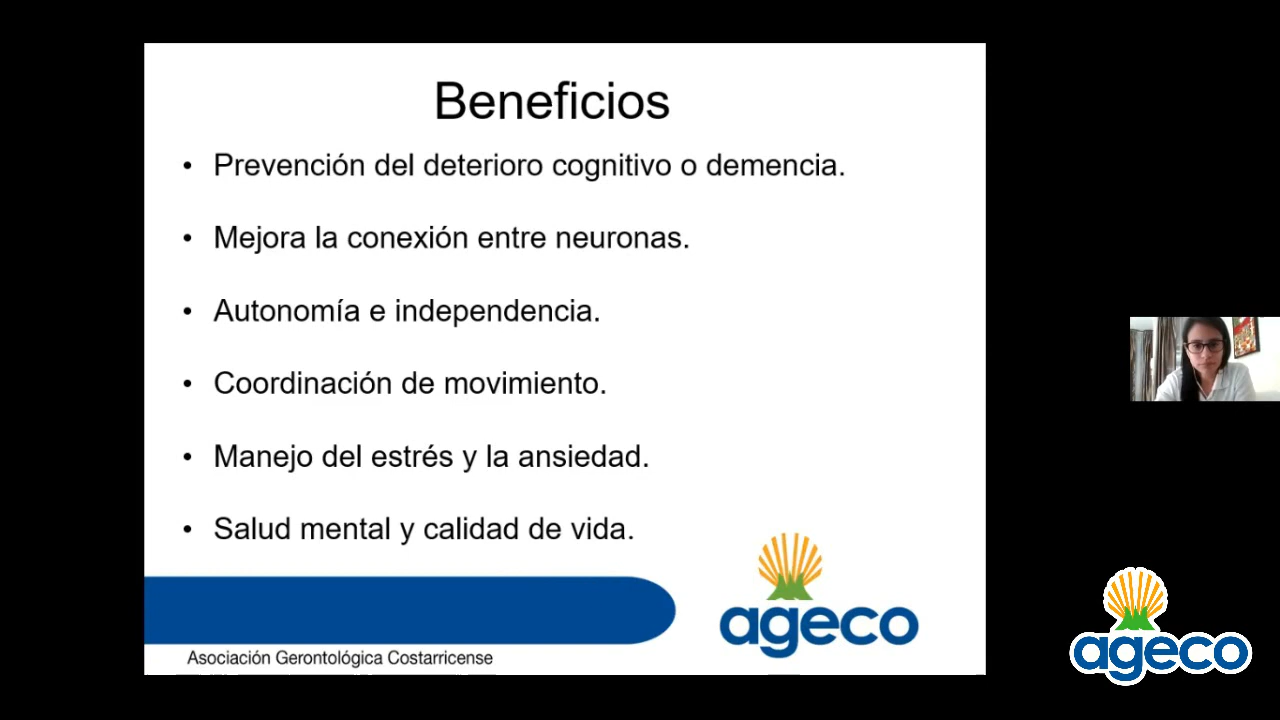 Beneficios
• Prevención del deterioro cognitivo o demencia.
• Mejora la conexión entre neuronas.
• Autonomía e independencia.
• Coordinación de movimiento.
• Manejo del estrés y la ansiedad.
• Salud mental y calidad de vida.
ageco
Asociación Gerontológica Costarricense
ageco